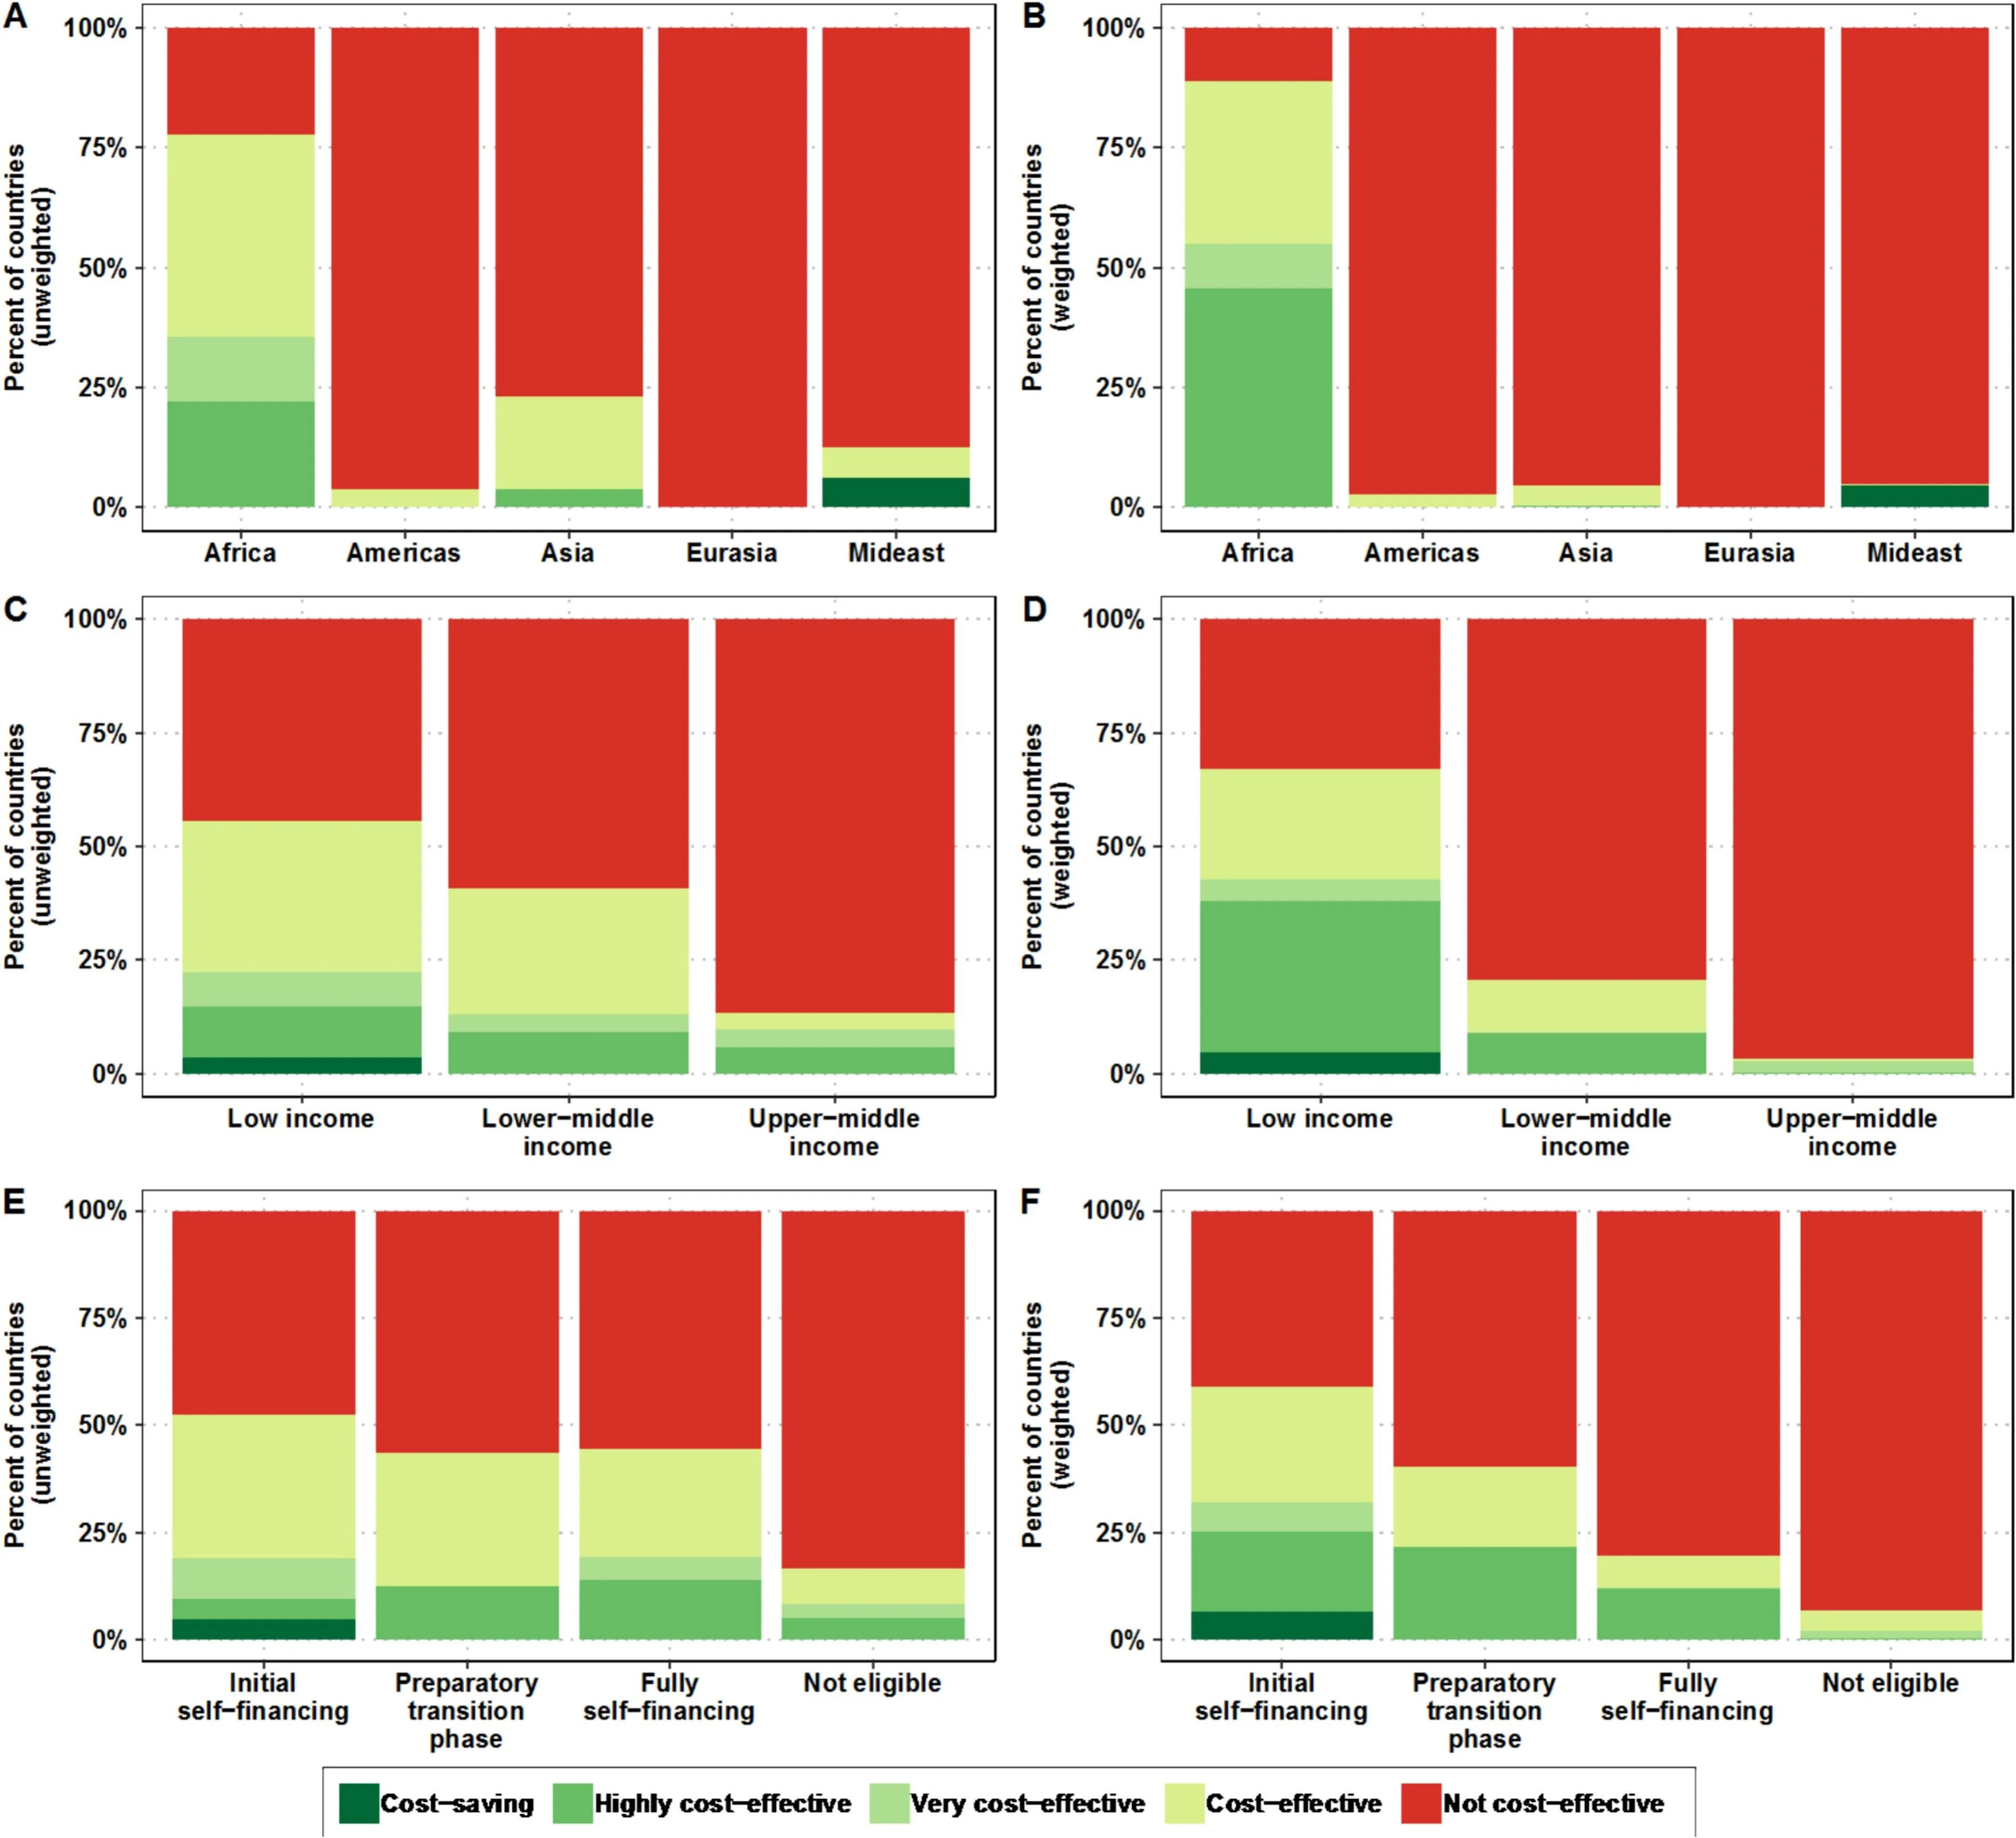 A
B
Percent of countries
(unweighted)
100%
75%
50%
25%
0%
Africa
Americas
Asia
Eurasia
Mideast
Percent of countries
(weighted)
100%
75%
50%
25%
0%
Africa
Americas
Asia
Eurasia
Mideast
C
D
Percent of countries
(unweighted)
100%
75%
50%
25%
0%
Low income
Lower−middle
income
Upper−middle
income
Percent of countries
(weighted)
100%
75%
50%
25%
0%
Low income
Lower−middle
income
Upper−middle
income
E
F
Percent of countries
(unweighted)
100%
75%
50%
25%
0%
Initial
self−financing
Preparatory
transition
phase
Fully
self−financing
Not eligible
Percent of countries
(weighted)
100%
75%
50%
25%
0%
Initial
self−financing
Preparatory
transition
phase
Fully
self−financing
Not eligible
Cost−saving
Highly cost−effective
Very cost−effective
Cost−effective
Not cost−effective